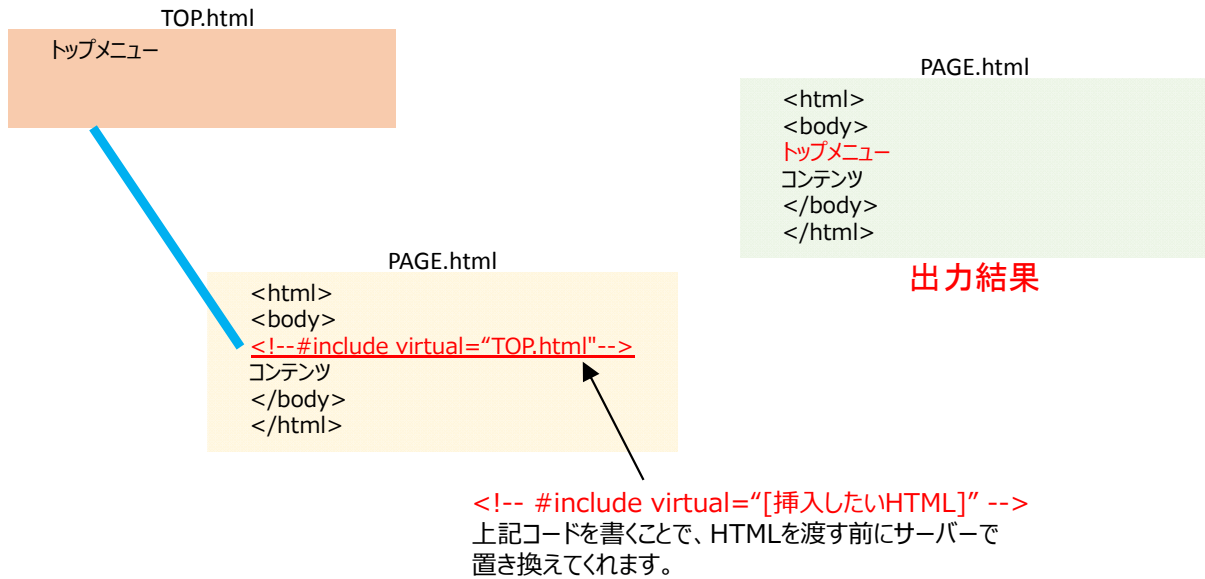 TOP.html
トップメニュー
PAGE.html
<html>
<body>
トップメニュー
コンテンツ
</body>
</html>
出力結果
PAGE.html
<html>
<body>
<!--#include virtual=“TOP.html"-->
コンテンツ
</body>
</html>
<!-- #include virtual=“[挿入したいHTML]” -->
上記コードを書くことで、HTMLを渡す前にサーバーで
置き換えてくれます。